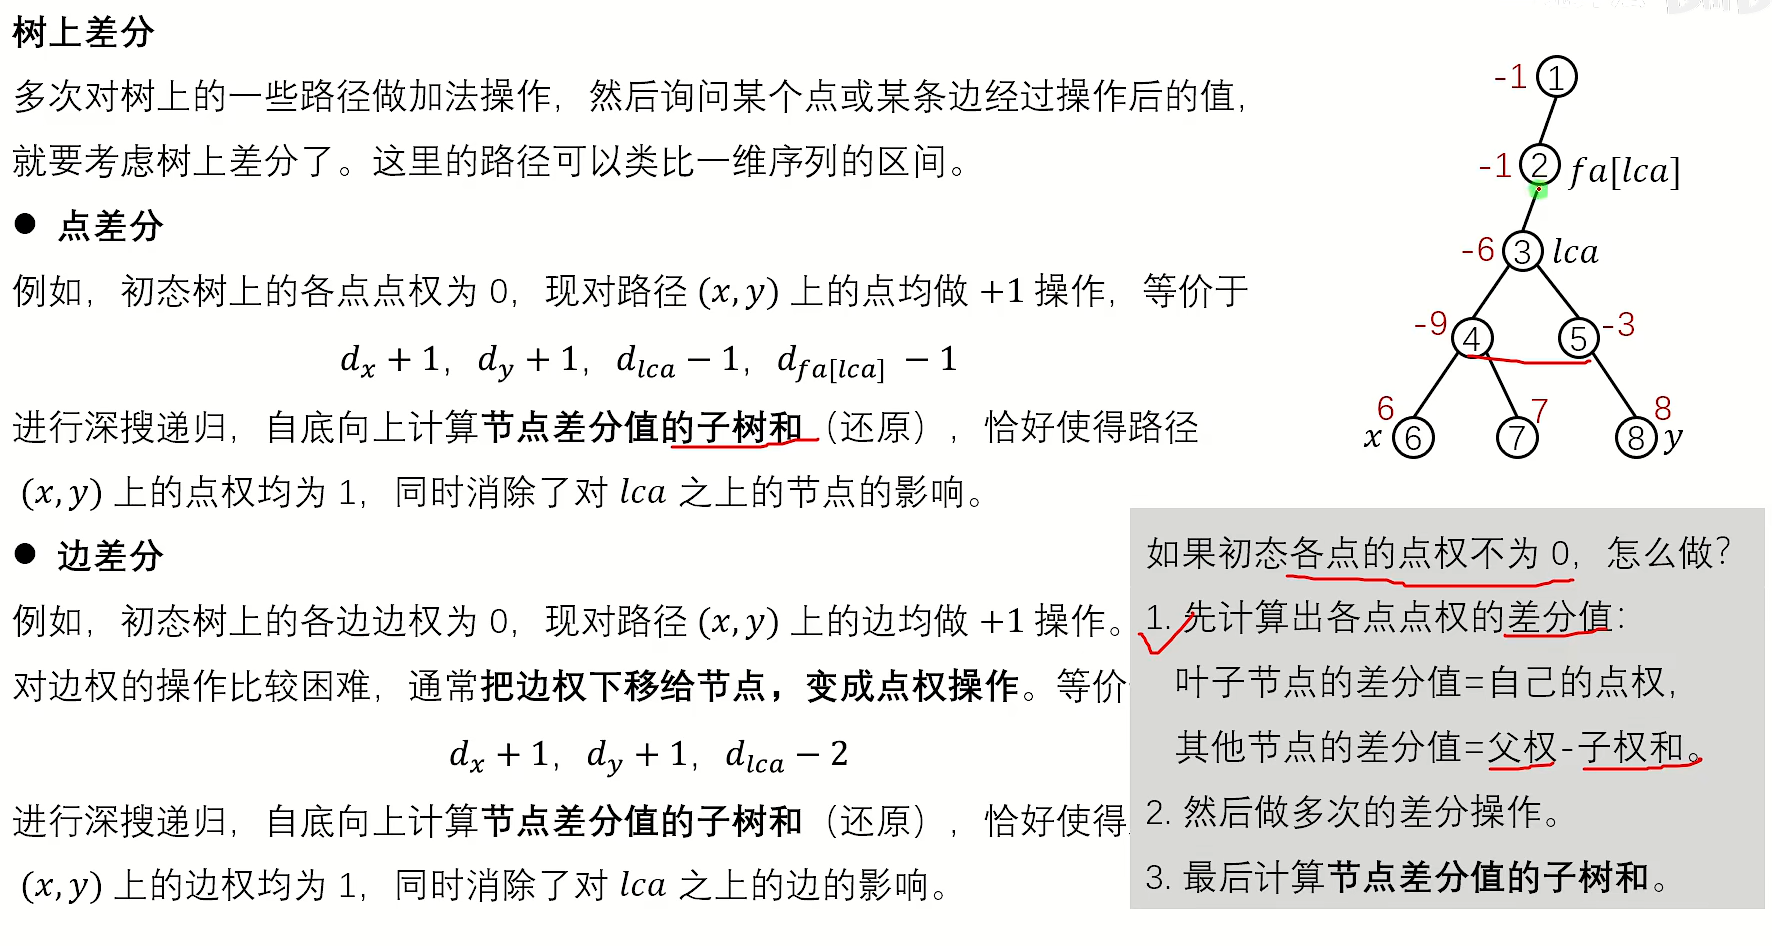 树上差分
多次对树上的一些路径做加法操作，然后询问某个点或某条边经过操作后的值，
就要考虑树上差分了。这里的路径可以类比一维序列的区间。
● 点差分
例如，初态树上的各点点权为 0，现对路径 (x, y) 上的点均做 +1 操作，等价于
d_x + 1，d_y + 1，d_{lca} − 1，d_{fa[lca]} − 1
进行深搜递归，自底向上计算节点差分值的子树和（还原），恰好使得路径
(x, y) 上的点权均为 1，同时消除了对 lca 之上的节点的影响。
● 边差分
例如，初态树上的各边边权为 0，现对路径 (x, y) 上的边均做 +1 操作。
对边权的操作比较困难，通常把边权下移给节点，变成点权操作。等价
d_x + 1，d_y + 1，d_{lca} − 2
进行深搜递归，自底向上计算节点差分值的子树和（还原），恰好使得
(x, y) 上的边权均为 1，同时消除了对 lca 之上的边的影响。
-1 1
-1 2 fa[lca]
-6 3 lca
-9 4 5 -3
6 7 8
x 6 7 8 y
如果初态各点的点权不为 0，怎么做？
1. 先计算出各点点权的差分值：
叶子节点的差分值=自己的点权，
其他节点的差分值=父权-子权和。
2. 然后做多次的差分操作。
3. 最后计算节点差分值的子树和。